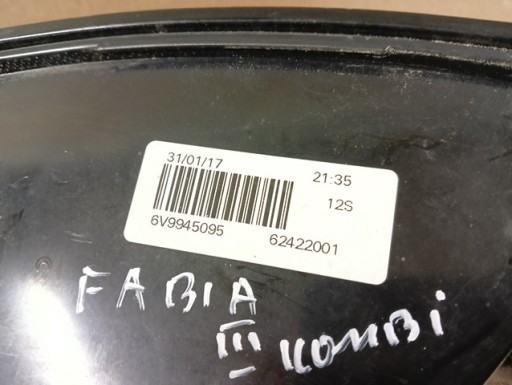 31/01/17 21:35
12S
6V9945095 62422001
FABIA
III KOMBi